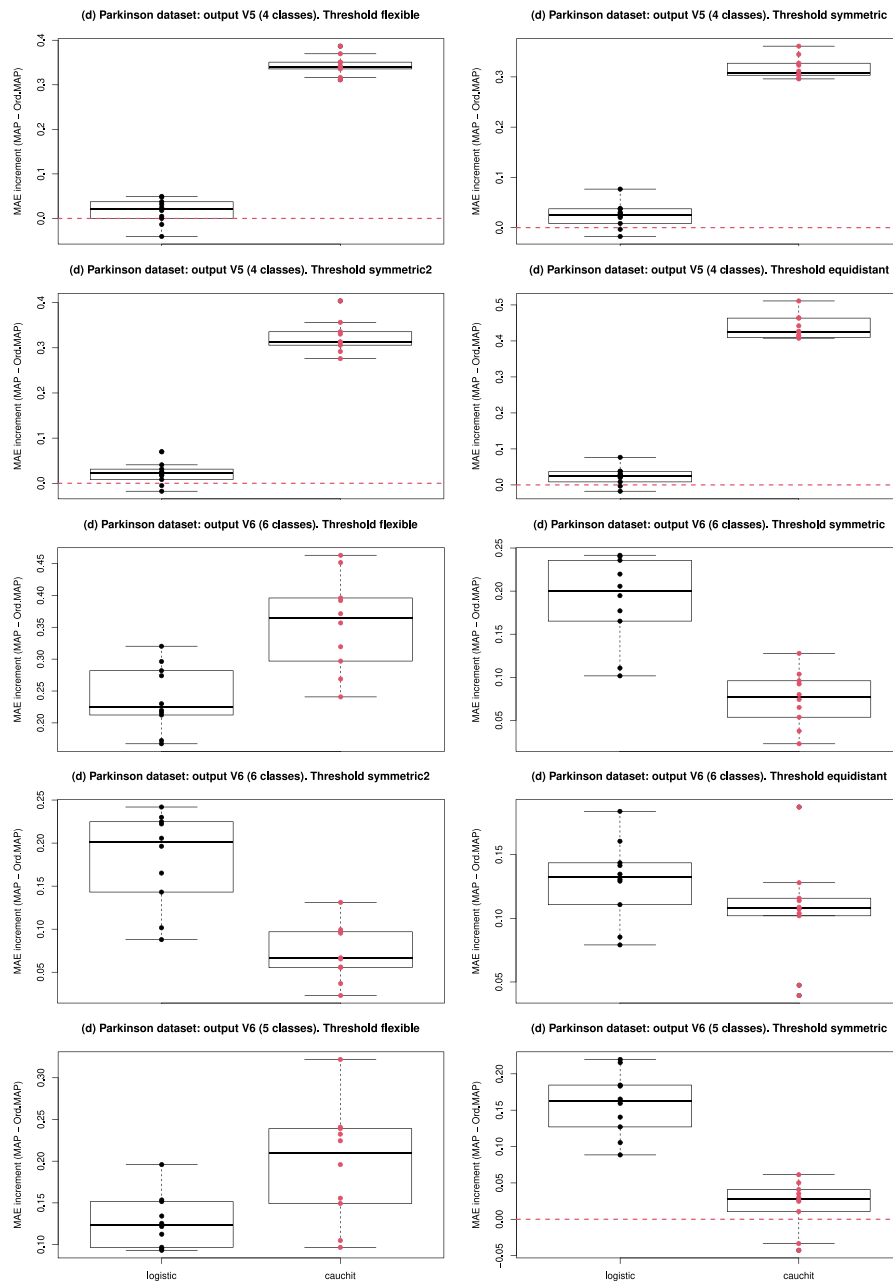 (d) Parkinson dataset: output V5 (4 classes). Threshold flexible
MAE increment (MAP − Ord.MAP)
0.4
0.3
0.2
0.1
0.0
(d) Parkinson dataset: output V5 (4 classes). Threshold symmetric
MAE increment (MAP − Ord.MAP)
0.3
0.2
0.1
0.0
(d) Parkinson dataset: output V5 (4 classes). Threshold symmetric2
MAE increment (MAP − Ord.MAP)
0.4
0.3
0.2
0.1
0.0
(d) Parkinson dataset: output V5 (4 classes). Threshold equidistant
MAE increment (MAP − Ord.MAP)
0.5
0.4
0.3
0.2
0.1
0.0
(d) Parkinson dataset: output V6 (6 classes). Threshold flexible
MAE increment (MAP − Ord.MAP)
0.45
0.40
0.35
0.30
0.25
0.20
(d) Parkinson dataset: output V6 (6 classes). Threshold symmetric
MAE increment (MAP − Ord.MAP)
0.25
0.20
0.15
0.10
0.05
(d) Parkinson dataset: output V6 (6 classes). Threshold symmetric2
MAE increment (MAP − Ord.MAP)
0.25
0.20
0.15
0.10
0.05
(d) Parkinson dataset: output V6 (6 classes). Threshold equidistant
MAE increment (MAP − Ord.MAP)
0.15
0.10
0.05
(d) Parkinson dataset: output V6 (5 classes). Threshold flexible
MAE increment (MAP − Ord.MAP)
0.30
0.25
0.20
0.15
0.10
logistic
cauchit
(d) Parkinson dataset: output V6 (5 classes). Threshold symmetric
MAE increment (MAP − Ord.MAP)
0.20
0.15
0.10
0.05
0.00
−0.05
logistic
cauchit